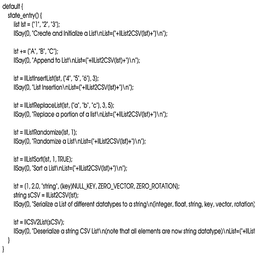 default {
state_entry() {
list lst = ("1", "2", "3");
llSay(0, "Create and Initialize a List\nList=("+llList2CSV(lst)+")\n");
lst += ("A", "B", "C");
llSay(0, "Append to List\nList=("+llList2CSV(lst)+")\n");
lst = llListInsertList(lst, ("4", "5", "6"), 3);
llSay(0, "List Insertion\nList=("+llList2CSV(lst)+")\n");
lst = llListReplaceList(lst, ("a", "b", "c"), 3, 5);
llSay(0, "Replace a portion of a list\nList=("+llList2CSV(lst)+")\n");
lst = llListRandomize(lst, 1);
llSay(0, "Randomize a List\nList=("+llList2CSV(lst)+")\n");
lst = llListSort(lst, 1, TRUE);
llSay(0, "Sort a List\nList=("+llList2CSV(lst)+")\n");
lst = (1, 2.0, "string", (key)NULL_KEY, ZERO_VECTOR, ZERO_ROTATION);
string sCSV = llList2CSV(lst);
llSay(0, "Serialize a List of different datatypes to a string\n(integer, float, string, key, vector, rotation)
lst = llCSV2List(sCSV);
llSay(0, "Deserialize a string CSV List\n(note that all elements are now string datatype)\nList=("+llList
}
}